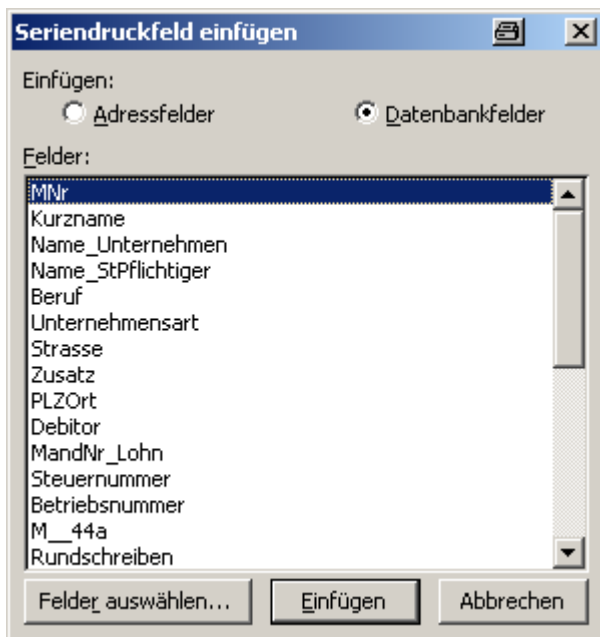 Seriendruckfeld einfügen
Einfügen:
Adressfelder Datenbankfelder
Felder:
MNr
Kurzname
Name_Unternehmen
Name_StPflichtiger
Beruf
Unternehmensart
Strasse
Zusatz
PLZOrt
Debitor
MandNr_Lohn
Steuernummer
Betriebsnummer
M__44a
Rundschreiben
Felder auswählen... Einfügen Abbrechen